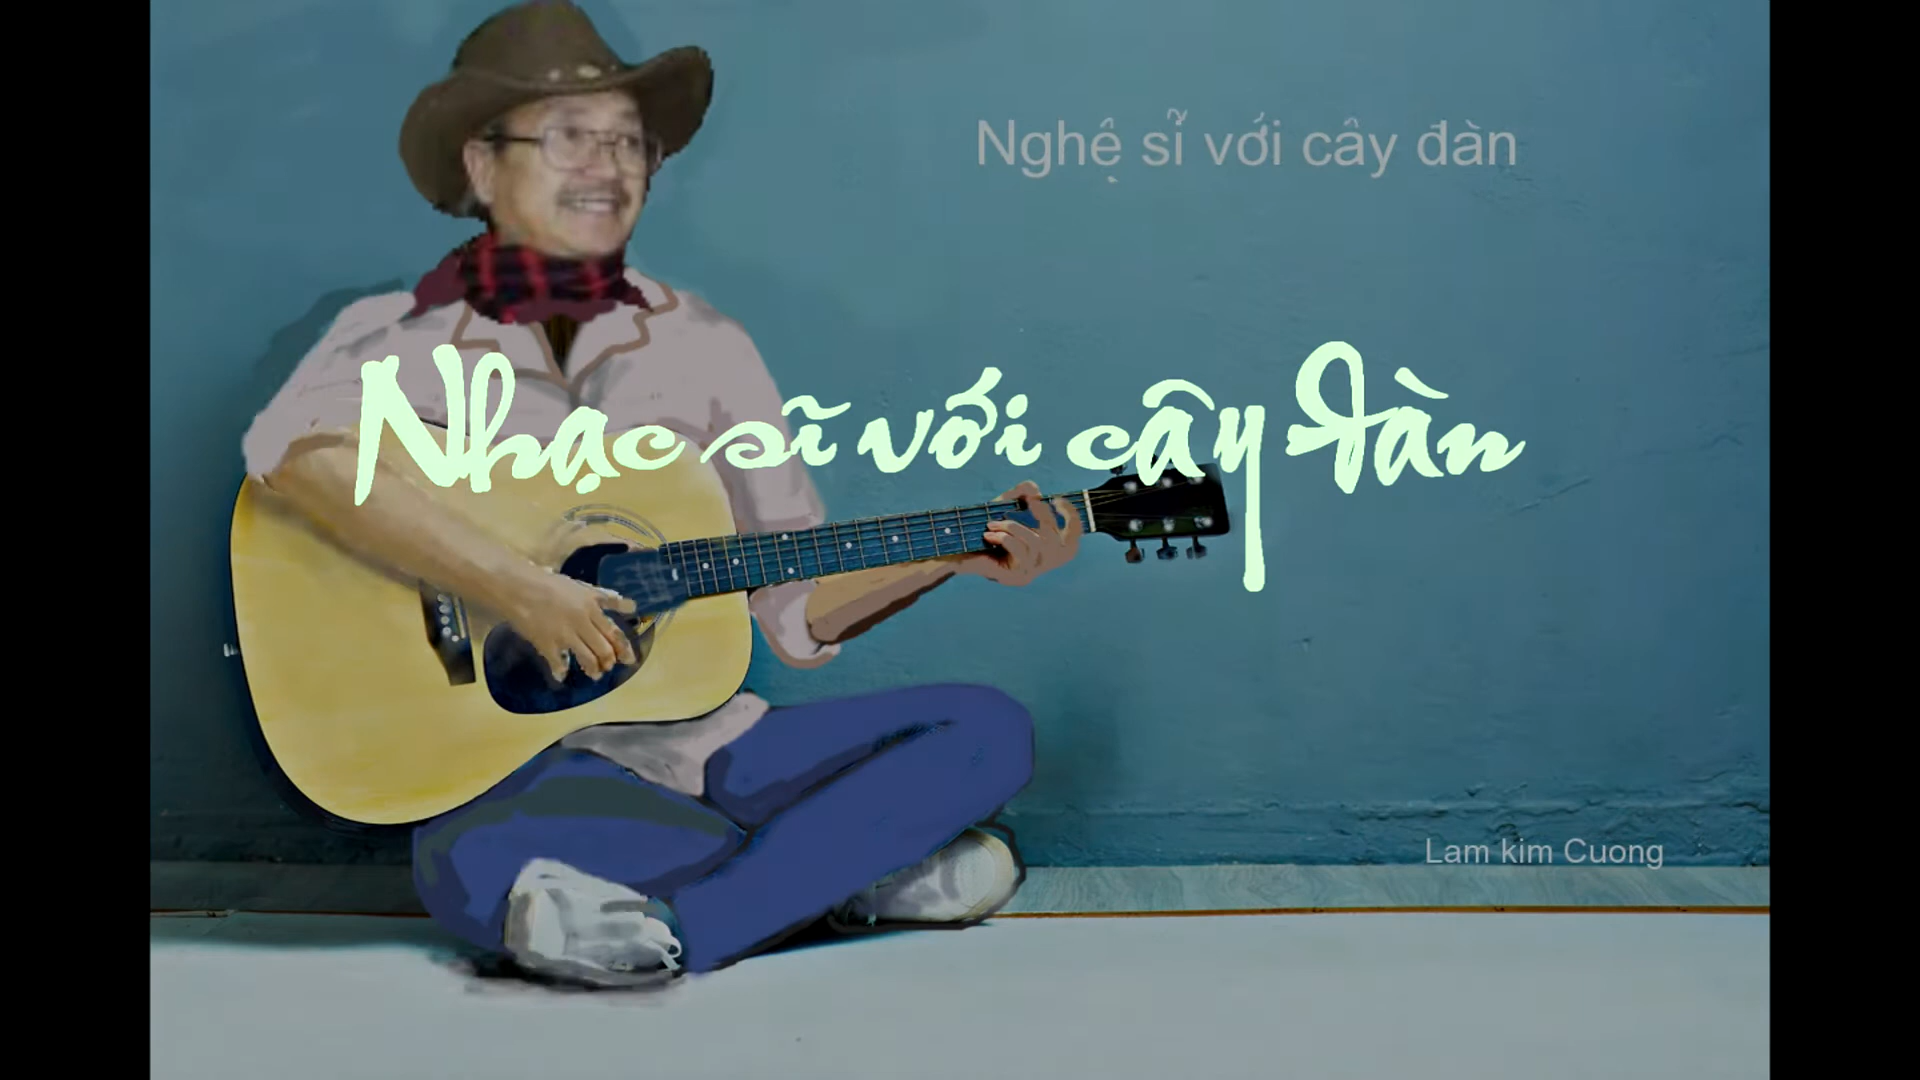 Nghệ sĩ với cây đàn
Nhạc sĩ với cây đàn
Lam kim Cuong